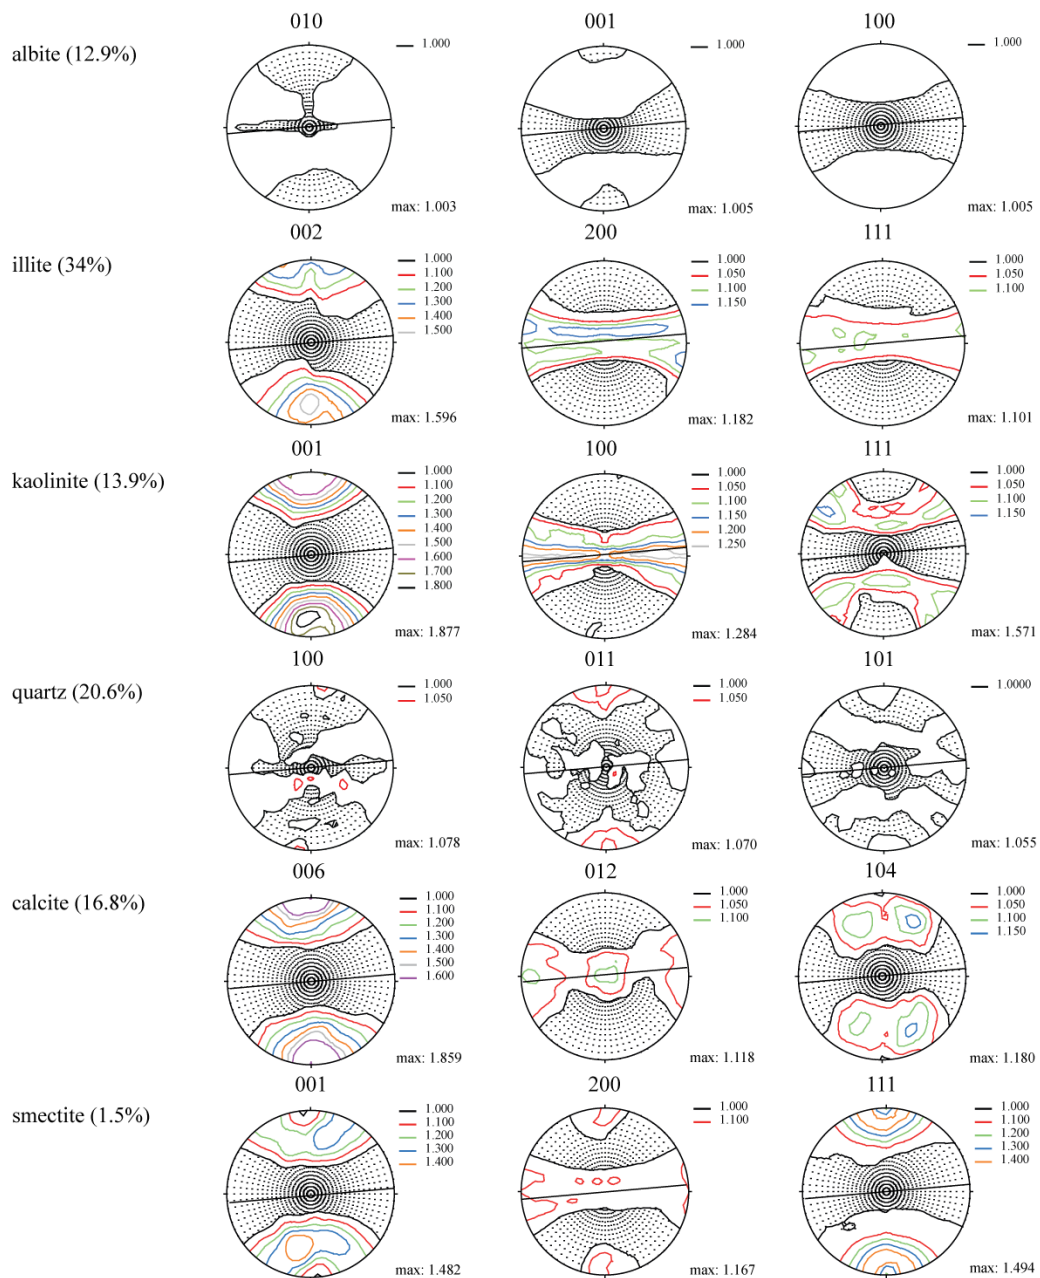 010 001 100
albite (12.9%) 1.000 1.000 1.000
max: 1.003 max: 1.005 max: 1.005
002 200 111
illite (34%) 1.000 1.000 1.000
1.100 1.050 1.050
1.200 1.100 1.100
1.300 1.150
1.400
1.500
max: 1.596 max: 1.182 max: 1.101
001 100 111
kaolinite (13.9%) 1.000 1.000 1.000
1.100 1.050 1.050
1.200 1.100 1.100
1.300 1.150 1.150
1.400 1.200
1.500 1.250
1.600
1.700
1.800
max: 1.877 max: 1.284 max: 1.571
100 011 101
quartz (20.6%) 1.000 1.000 1.0000
1.050 1.050
max: 1.078 max: 1.070 max: 1.055
006 012 104
calcite (16.8%) 1.000 1.000 1.000
1.100 1.050 1.050
1.200 1.100 1.100
1.300 1.150
1.400
1.500
1.600
max: 1.859 max: 1.118 max: 1.180
001 200 111
smectite (1.5%) 1.000 1.000 1.000
1.100 1.100 1.100
1.200 1.200
1.300 1.300
1.400 1.400
max: 1.482 max: 1.167 max: 1.494